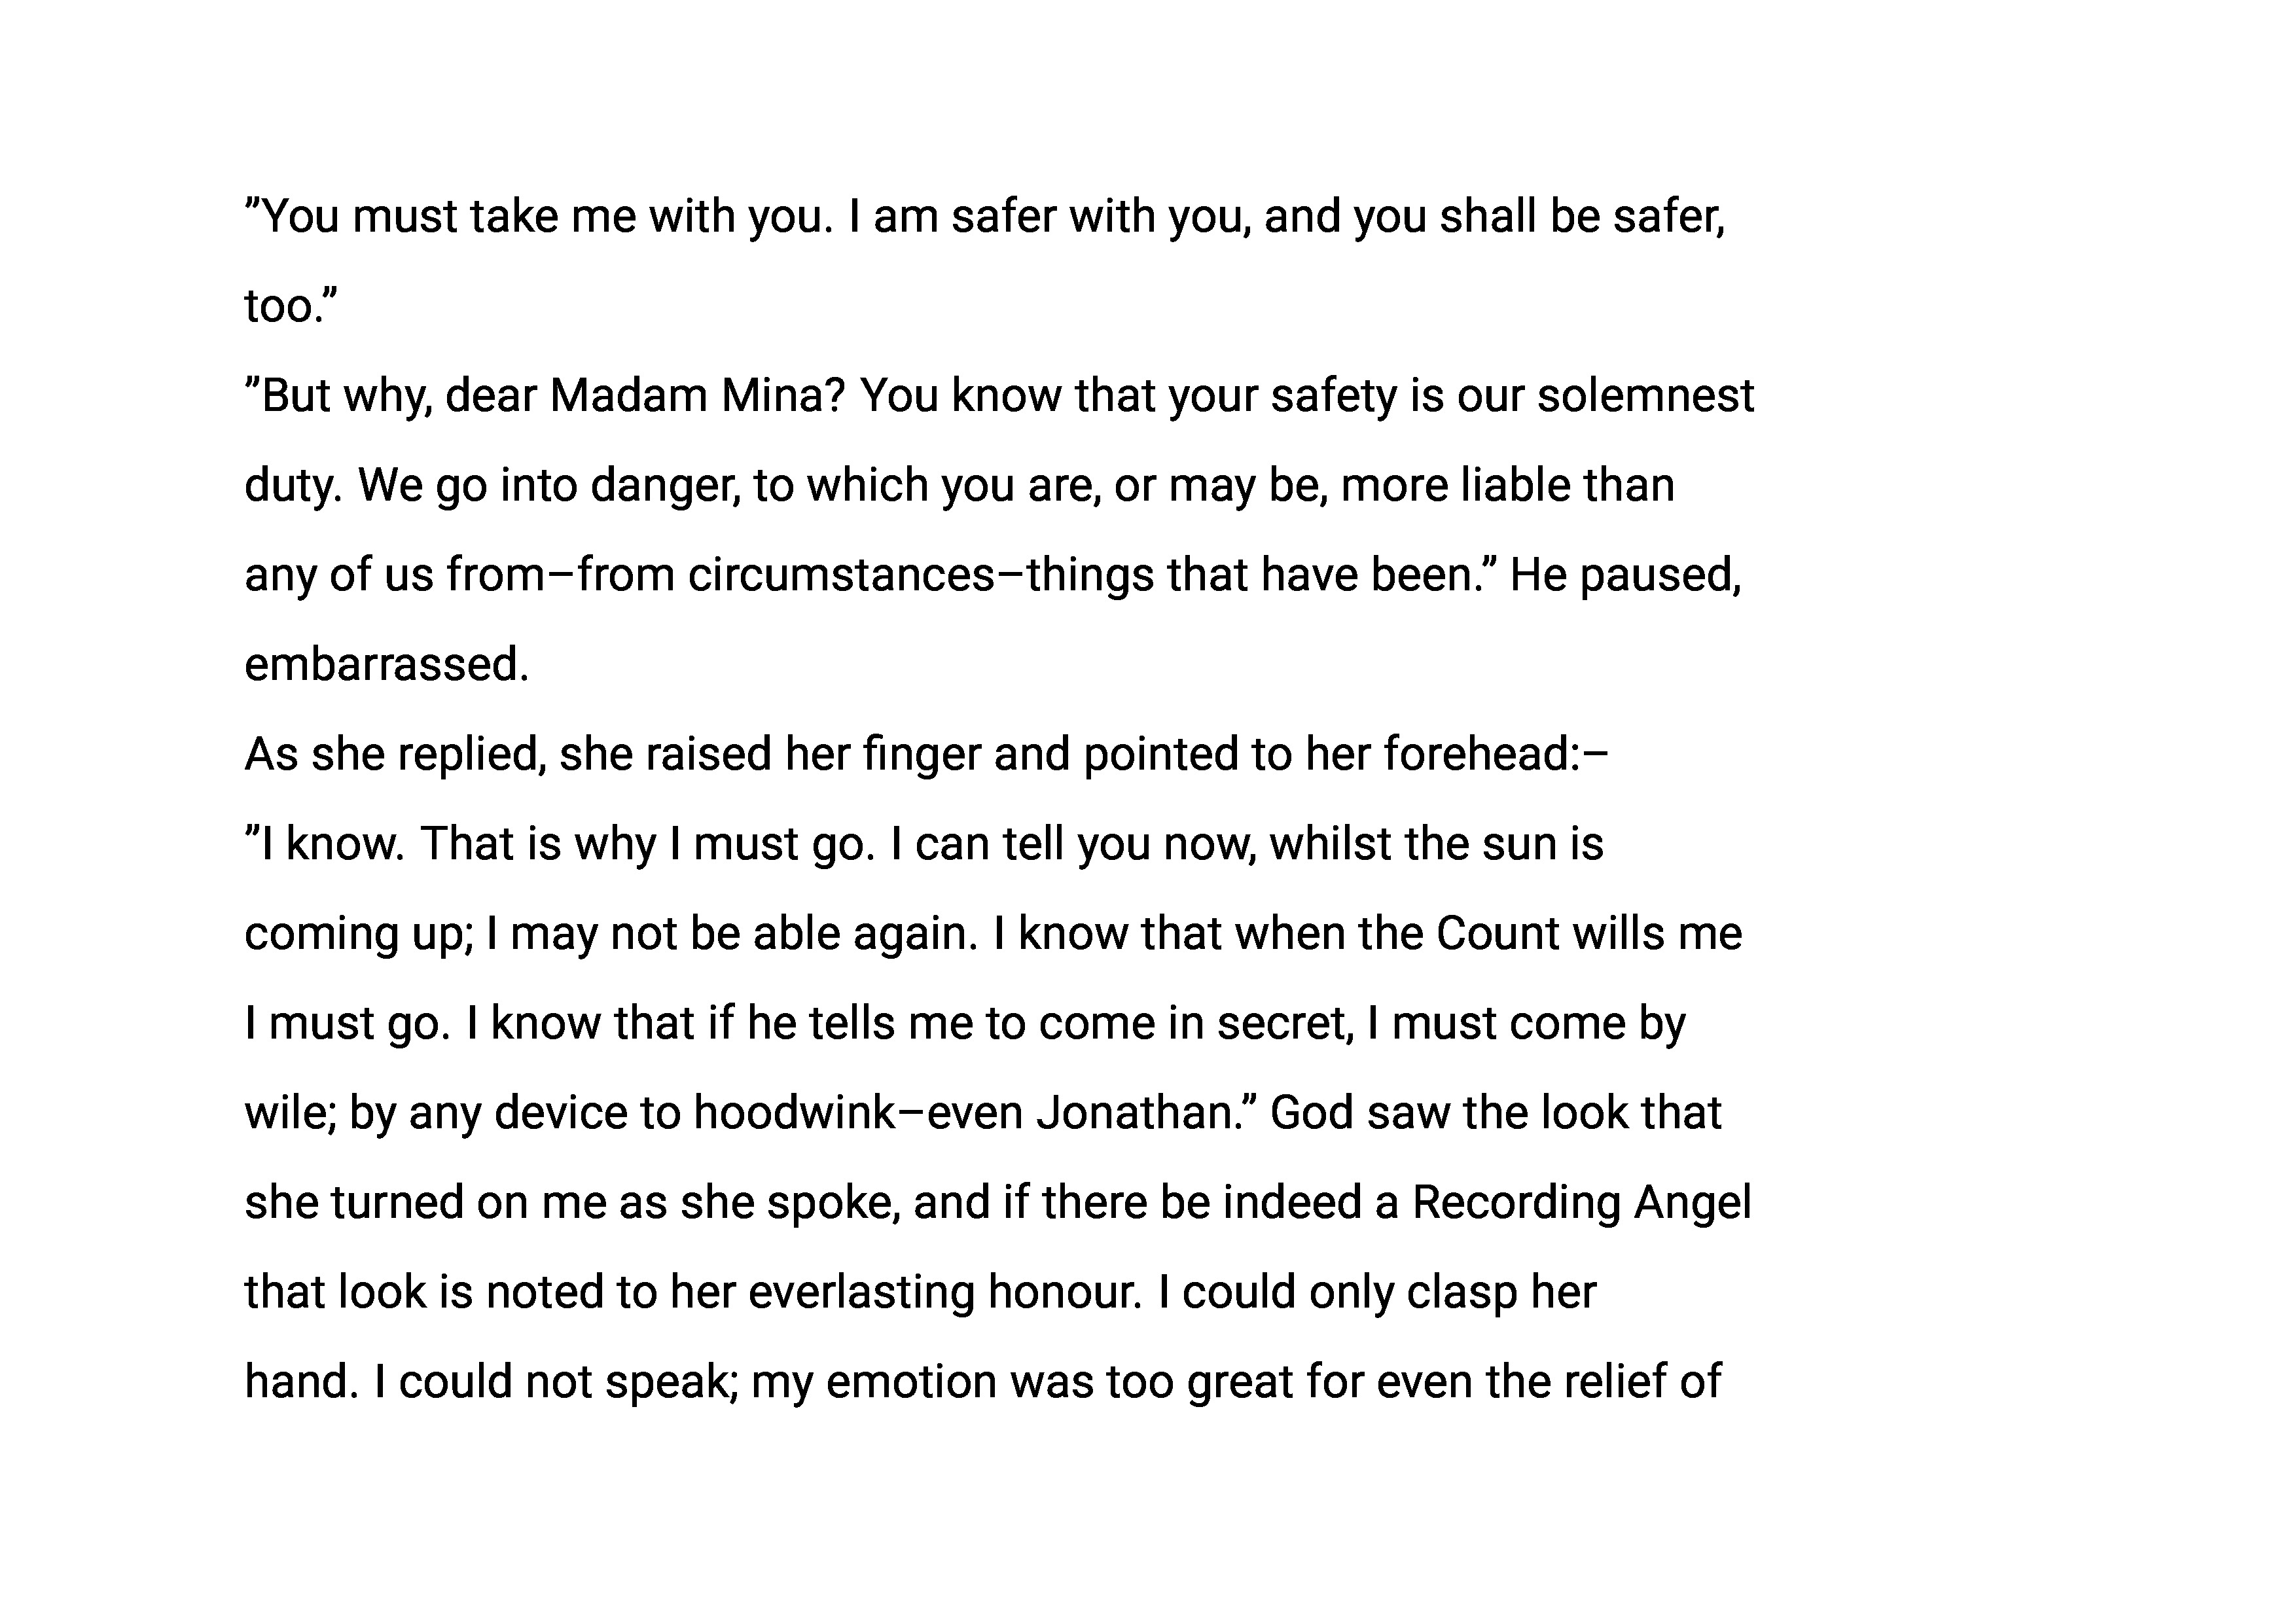 ”You must take me with you. I am safer with you, and you shall be safer,
too.”
”But why, dear Madam Mina? You know that your safety is our solemnest
duty. We go into danger, to which you are, or may be, more liable than
any of us from–from circumstances–things that have been.” He paused,
embarrassed.
As she replied, she raised her finger and pointed to her forehead:–
”I know. That is why I must go. I can tell you now, whilst the sun is
coming up; I may not be able again. I know that when the Count wills me
I must go. I know that if he tells me to come in secret, I must come by
wile; by any device to hoodwink–even Jonathan.” God saw the look that
she turned on me as she spoke, and if there be indeed a Recording Angel
that look is noted to her everlasting honour. I could only clasp her
hand. I could not speak; my emotion was too great for even the relief of